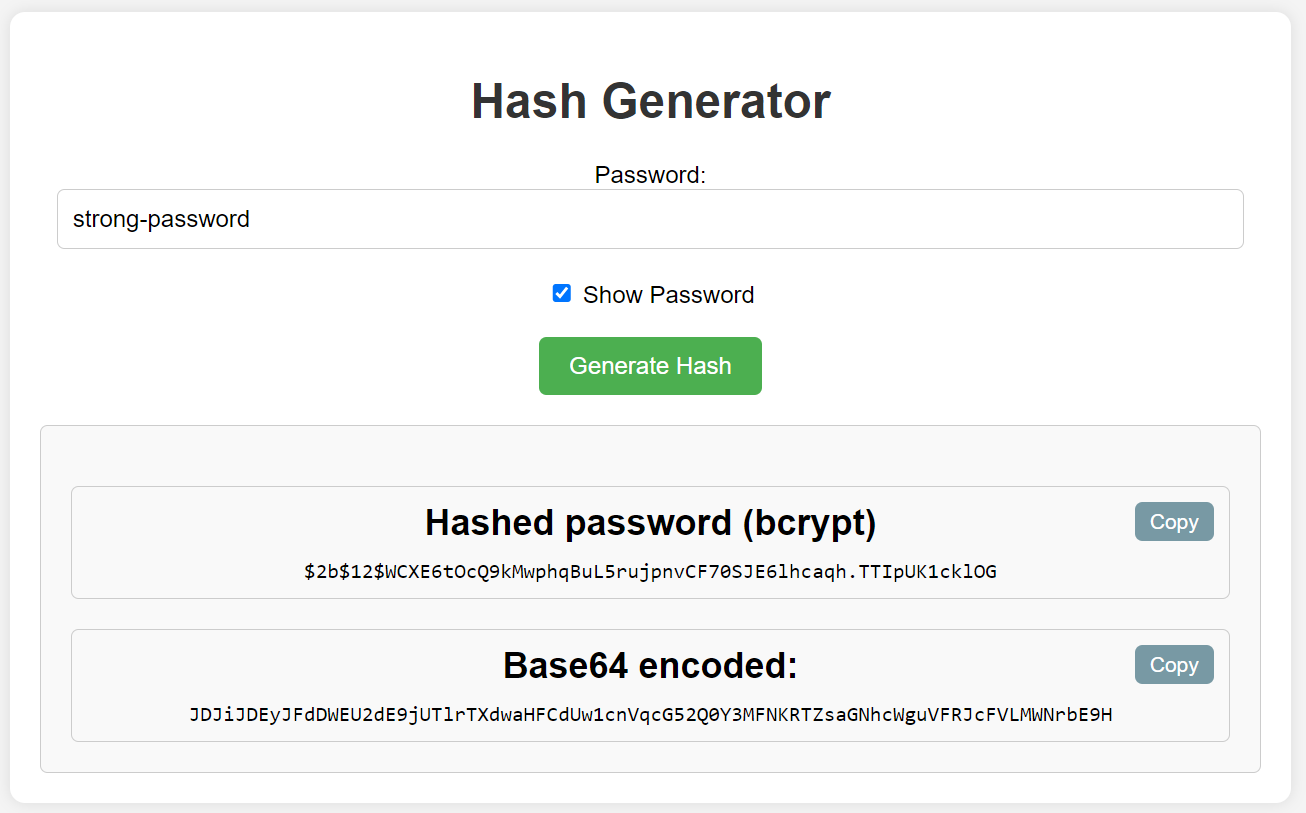 Hash Generator
Password:
strong-password
Show Password
Generate Hash
Hashed password (bcrypt)
Copy
$2b$12$WCXE6tOcQ9kMwphqBuL5rujpnvCF70SJE6lhcaqh.TTIpUK1cklOG
Base64 encoded:
Copy
JDJiJDEyJFdDWEU2dE9jUTlrTXdwaHFCdUw1cnVqcG52Q0Y3MFNKRTZsaGNhcWguVFRJcFVLMWNrbE9H